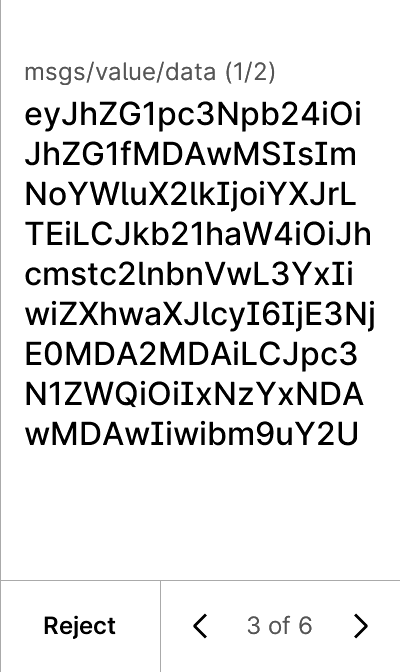 msgs/value/data (1/2)
eyJhZG1pc3Npb24iOi
JhZG1fMDAwMSIsIm
NoYWluX2lkIjoiYXJrL
TEiLCJkb21haW4iOiJh
cmstc2lnbnVwL3YxIi
wiZXhwaXJlcyI6IjE3Nj
E0MDA2MDAiLCJpc3
N1ZWQiOiIxNzYxNDA
wMDAwIiwibm9uY2U
Reject
3 of 6